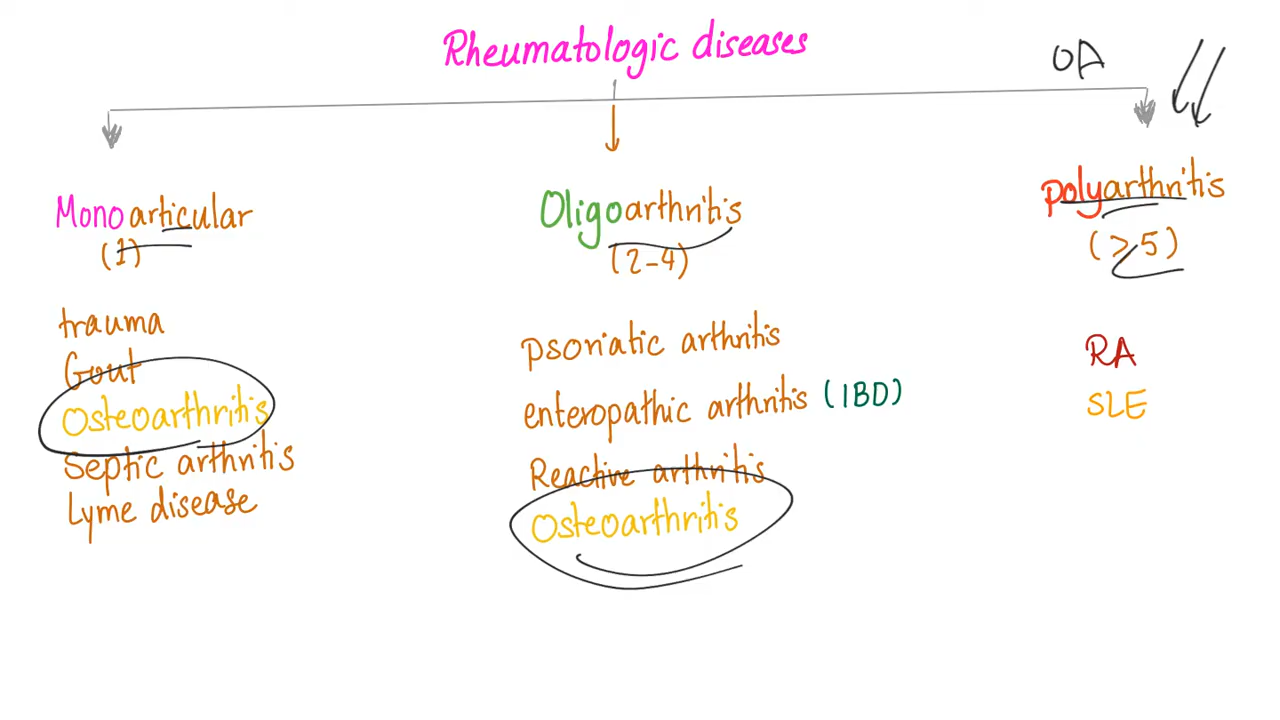 Rheumatologic diseases
OA
Monoarticular
(1)
trauma
Gout
Osteoarthritis
Septic arthritis
Lyme disease
Oligoarthritis
(2-4)
psoriatic arthritis
enteropathic arthritis (IBD)
Reactive arthritis
Osteoarthritis
polyarthritis
(≥5)
RA
SLE